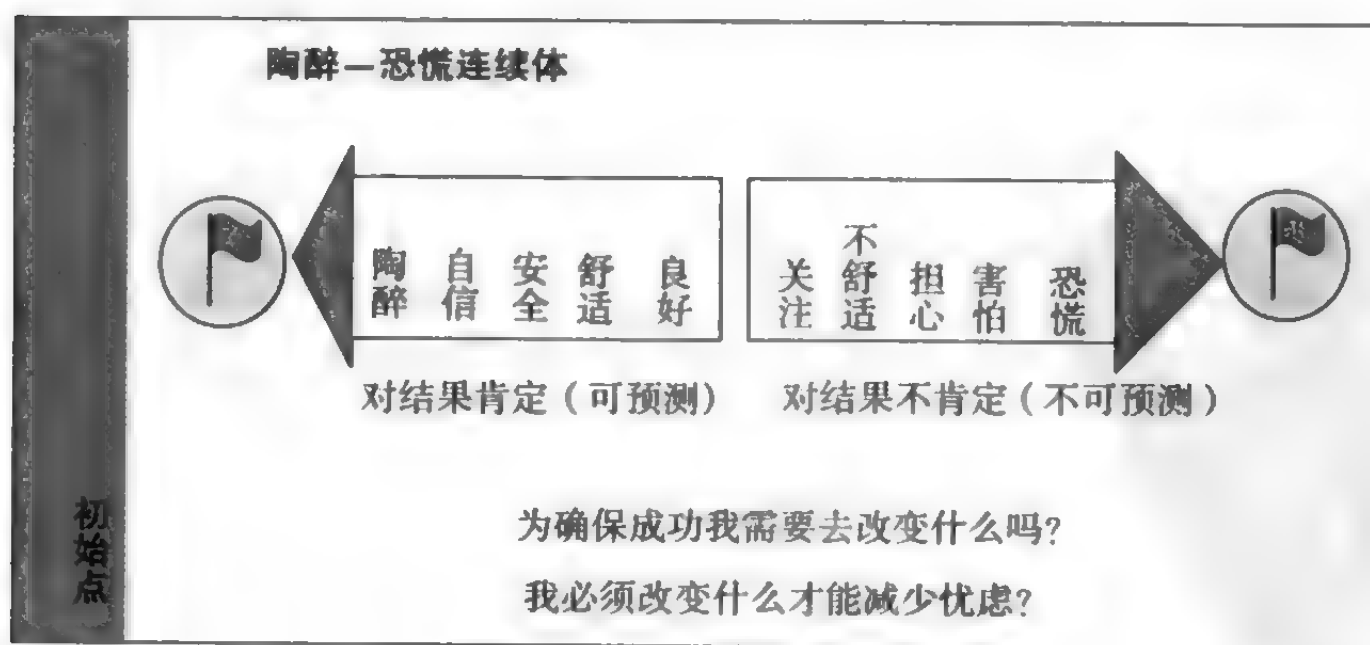 陶醉—恐慌连续体
陶醉 自信 安全 舒适 良好
关注 不舒适 担心 害怕 恐慌
对结果肯定（可预测） 对结果不肯定（不可预测）
为确保成功我需要去改变什么吗?
我必须改变什么才能减少忧虑?
初始点